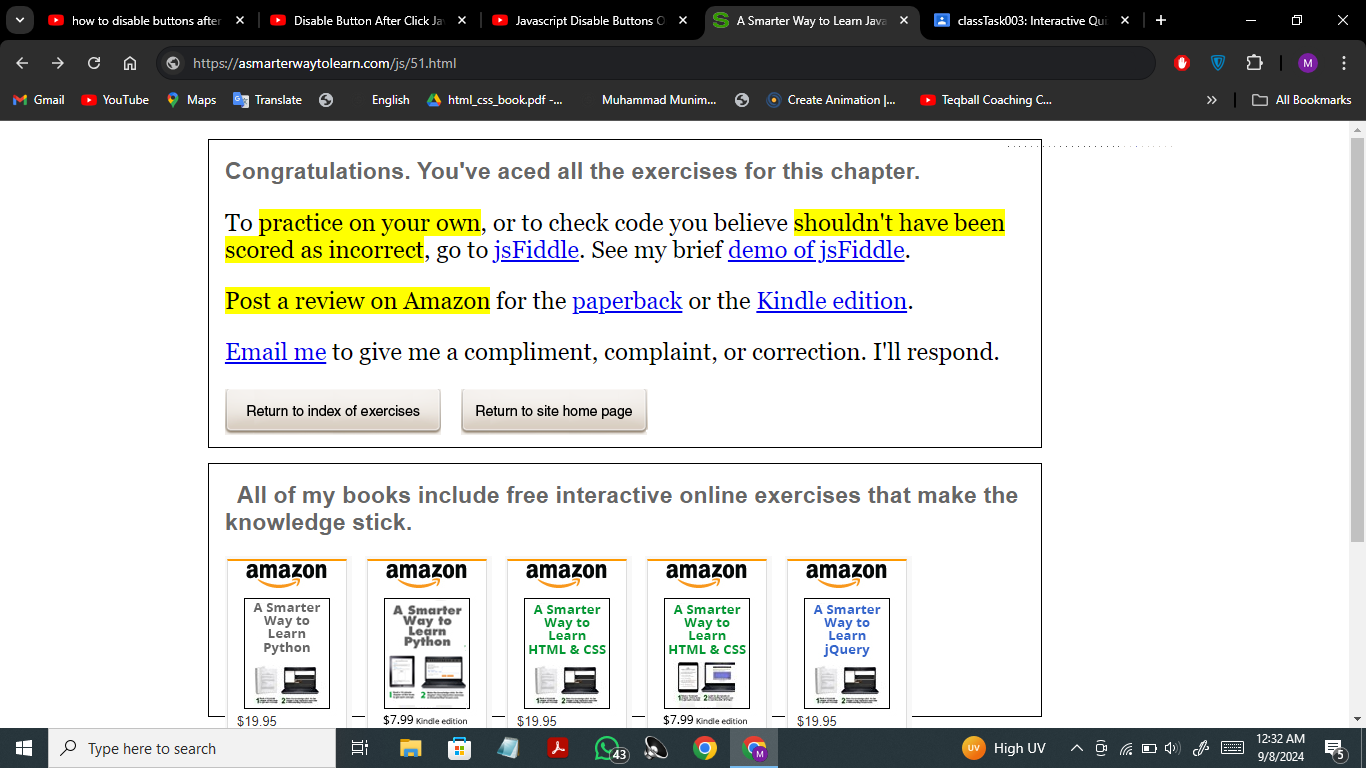 how to disable buttons after
Disable Button After Click Ja
Javascript Disable Buttons O
A Smarter Way to Learn Java
classTask003: Interactive Qui
https://asmarterwaytolearn.com/js/51.html
M
Gmail
YouTube
Maps
Translate
English
html_css_book.pdf -...
Muhammad Munim...
Create Animation |...
Teqball Coaching C...
All Bookmarks
Congratulations. You've aced all the exercises for this chapter.
To practice on your own, or to check code you believe shouldn't have been
scored as incorrect, go to jsFiddle. See my brief demo of jsFiddle.
Post a review on Amazon for the paperback or the Kindle edition.
Email me to give me a compliment, complaint, or correction. I'll respond.
Return to index of exercises
Return to site home page
All of my books include free interactive online exercises that make the
knowledge stick.
amazon
amazon
amazon
amazon
amazon
A Smarter
Way to
Learn
Python
A Smarter
Way to
Learn
Python
A Smarter
Way to
Learn
HTML & CSS
A Smarter
Way to
Learn
HTML & CSS
A Smarter
Way to
Learn
jQuery
$19.95
$7.99 Kindle edition
$19.95
$7.99 Kindle edition
$19.95
Type here to search
43
M
UV
High UV
12:32 AM
9/8/2024
5